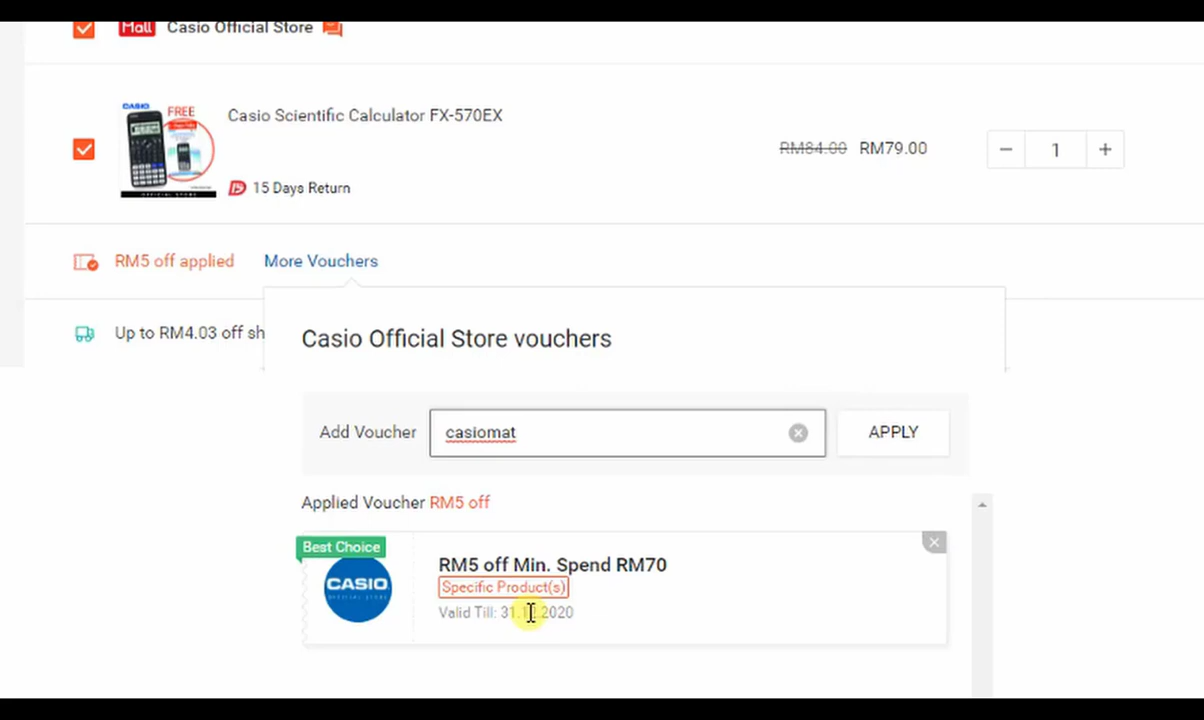 Mall Casio Official Store
CASIO
FREE
Casio Scientific Calculator FX-570EX
RM84.00 RM79.00
1
15 Days Return
RM5 off applied More Vouchers
Up to RM4.03 off sh
Casio Official Store vouchers
Add Voucher casiomat APPLY
Applied Voucher RM5 off
Best Choice
CASIO
RM5 off Min. Spend RM70
Specific Product(s)
Valid Till: